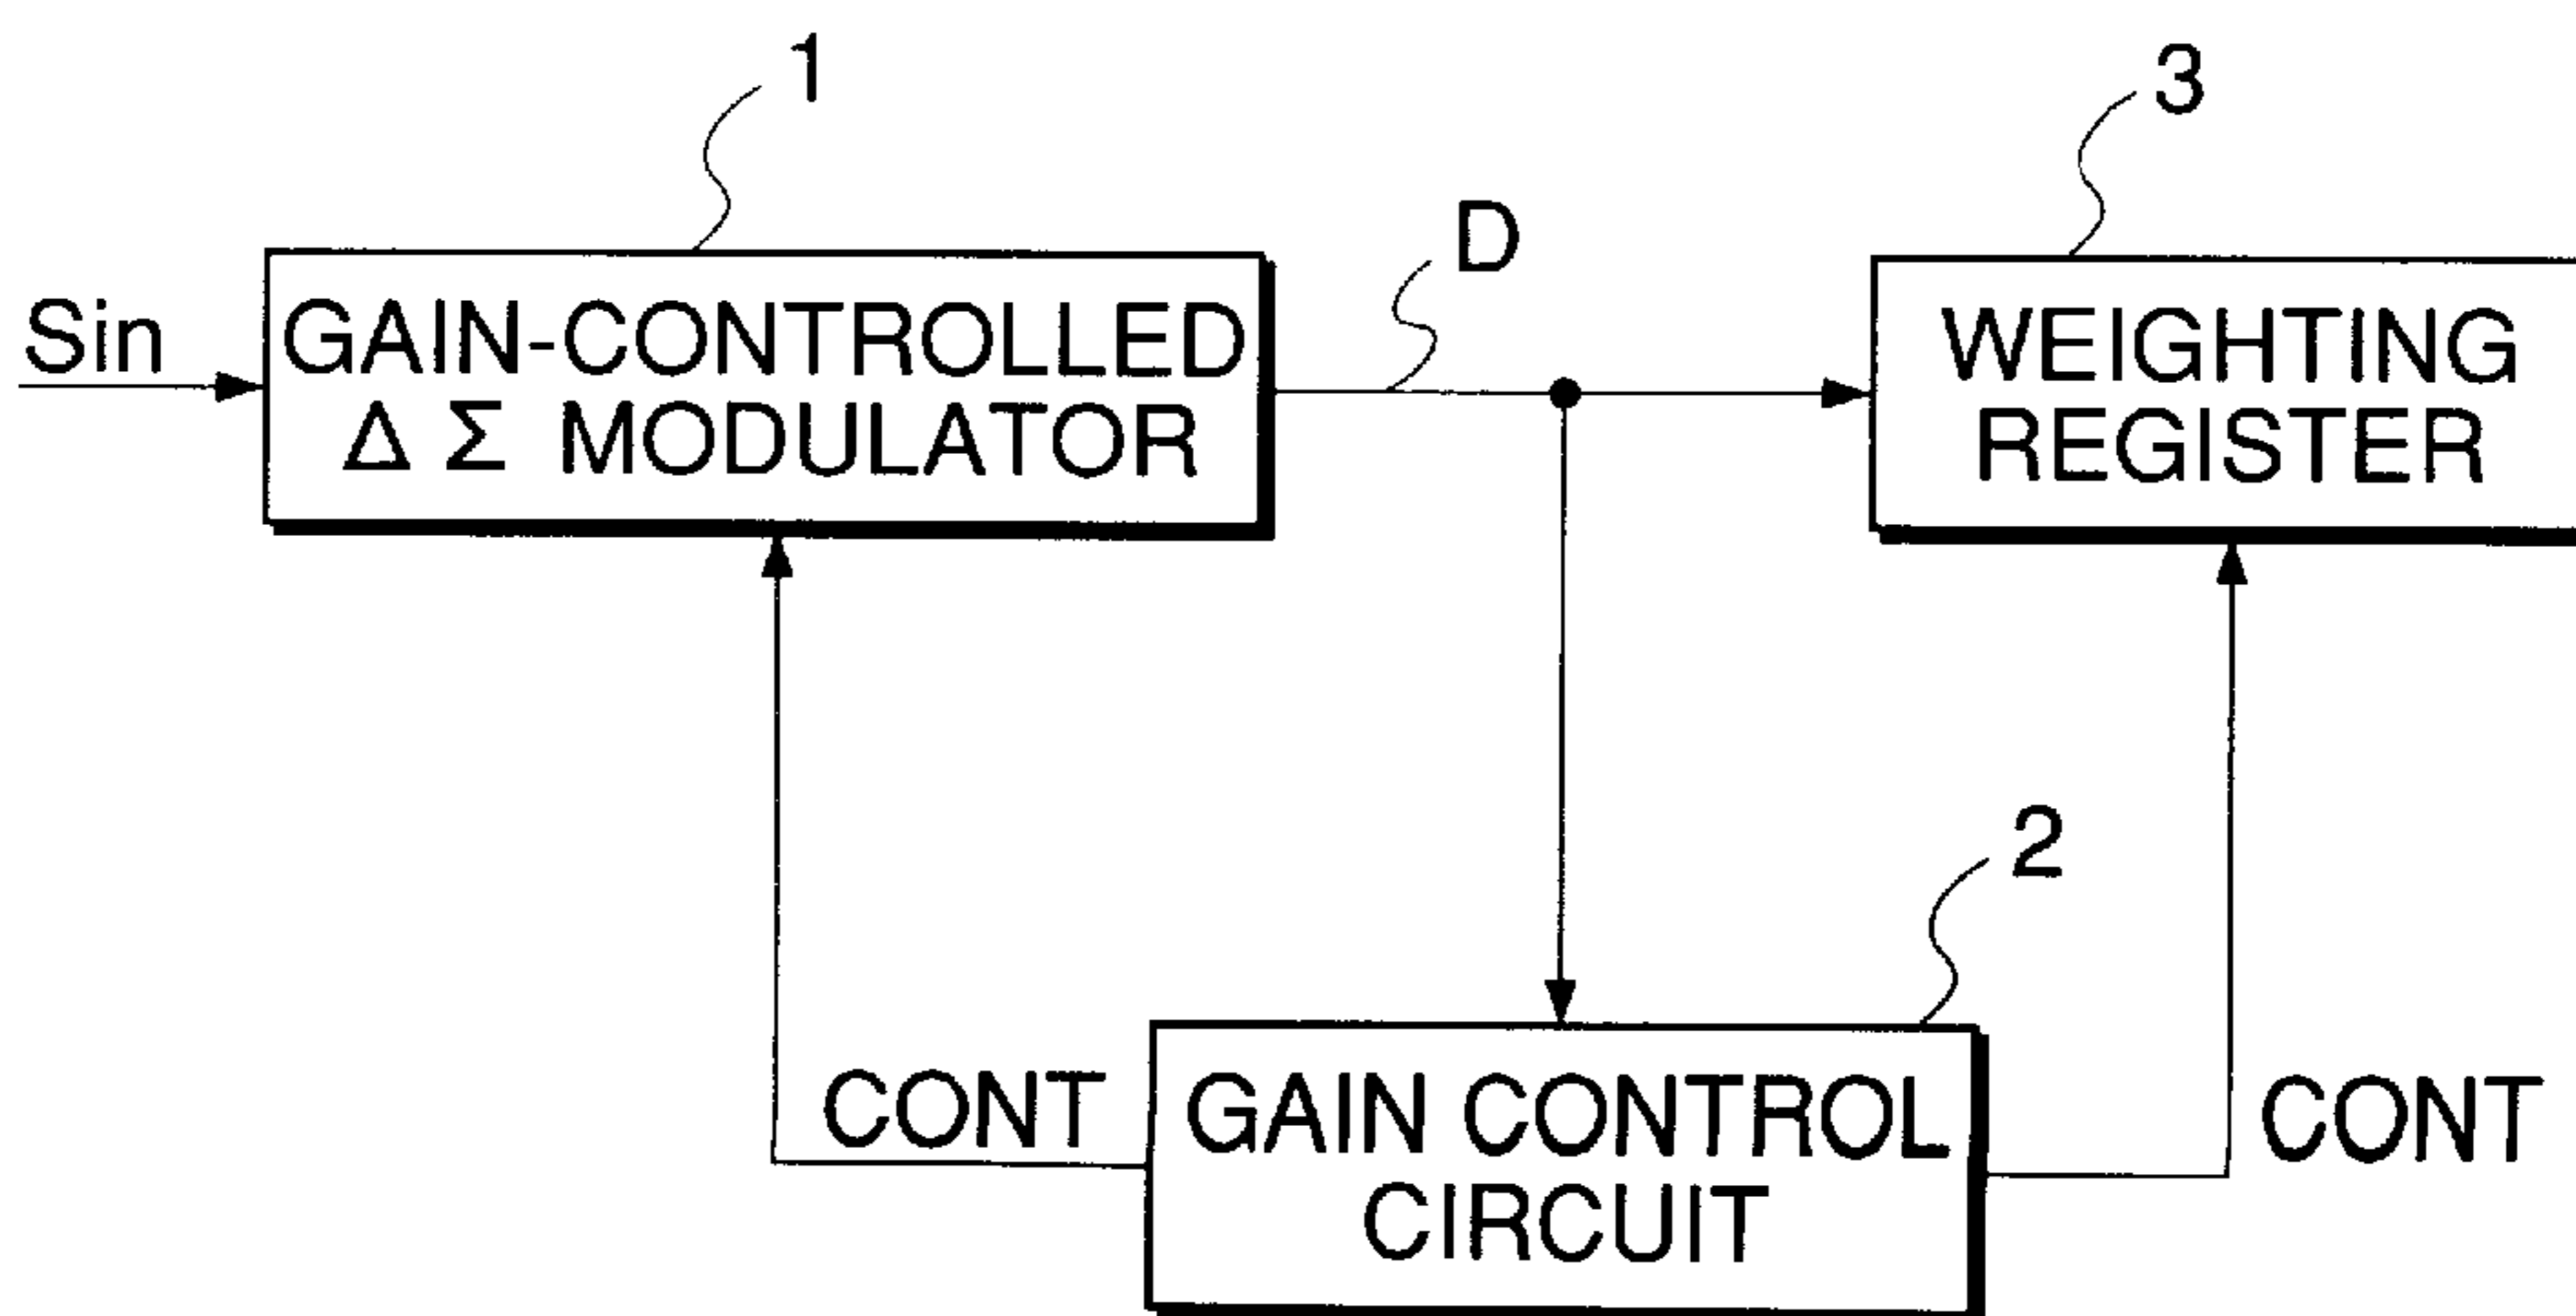 1
3
D
Sin
GAIN-CONTROLLED
Δ Σ MODULATOR
WEIGHTING
REGISTER
2
CONT
GAIN CONTROL
CIRCUIT
CONT